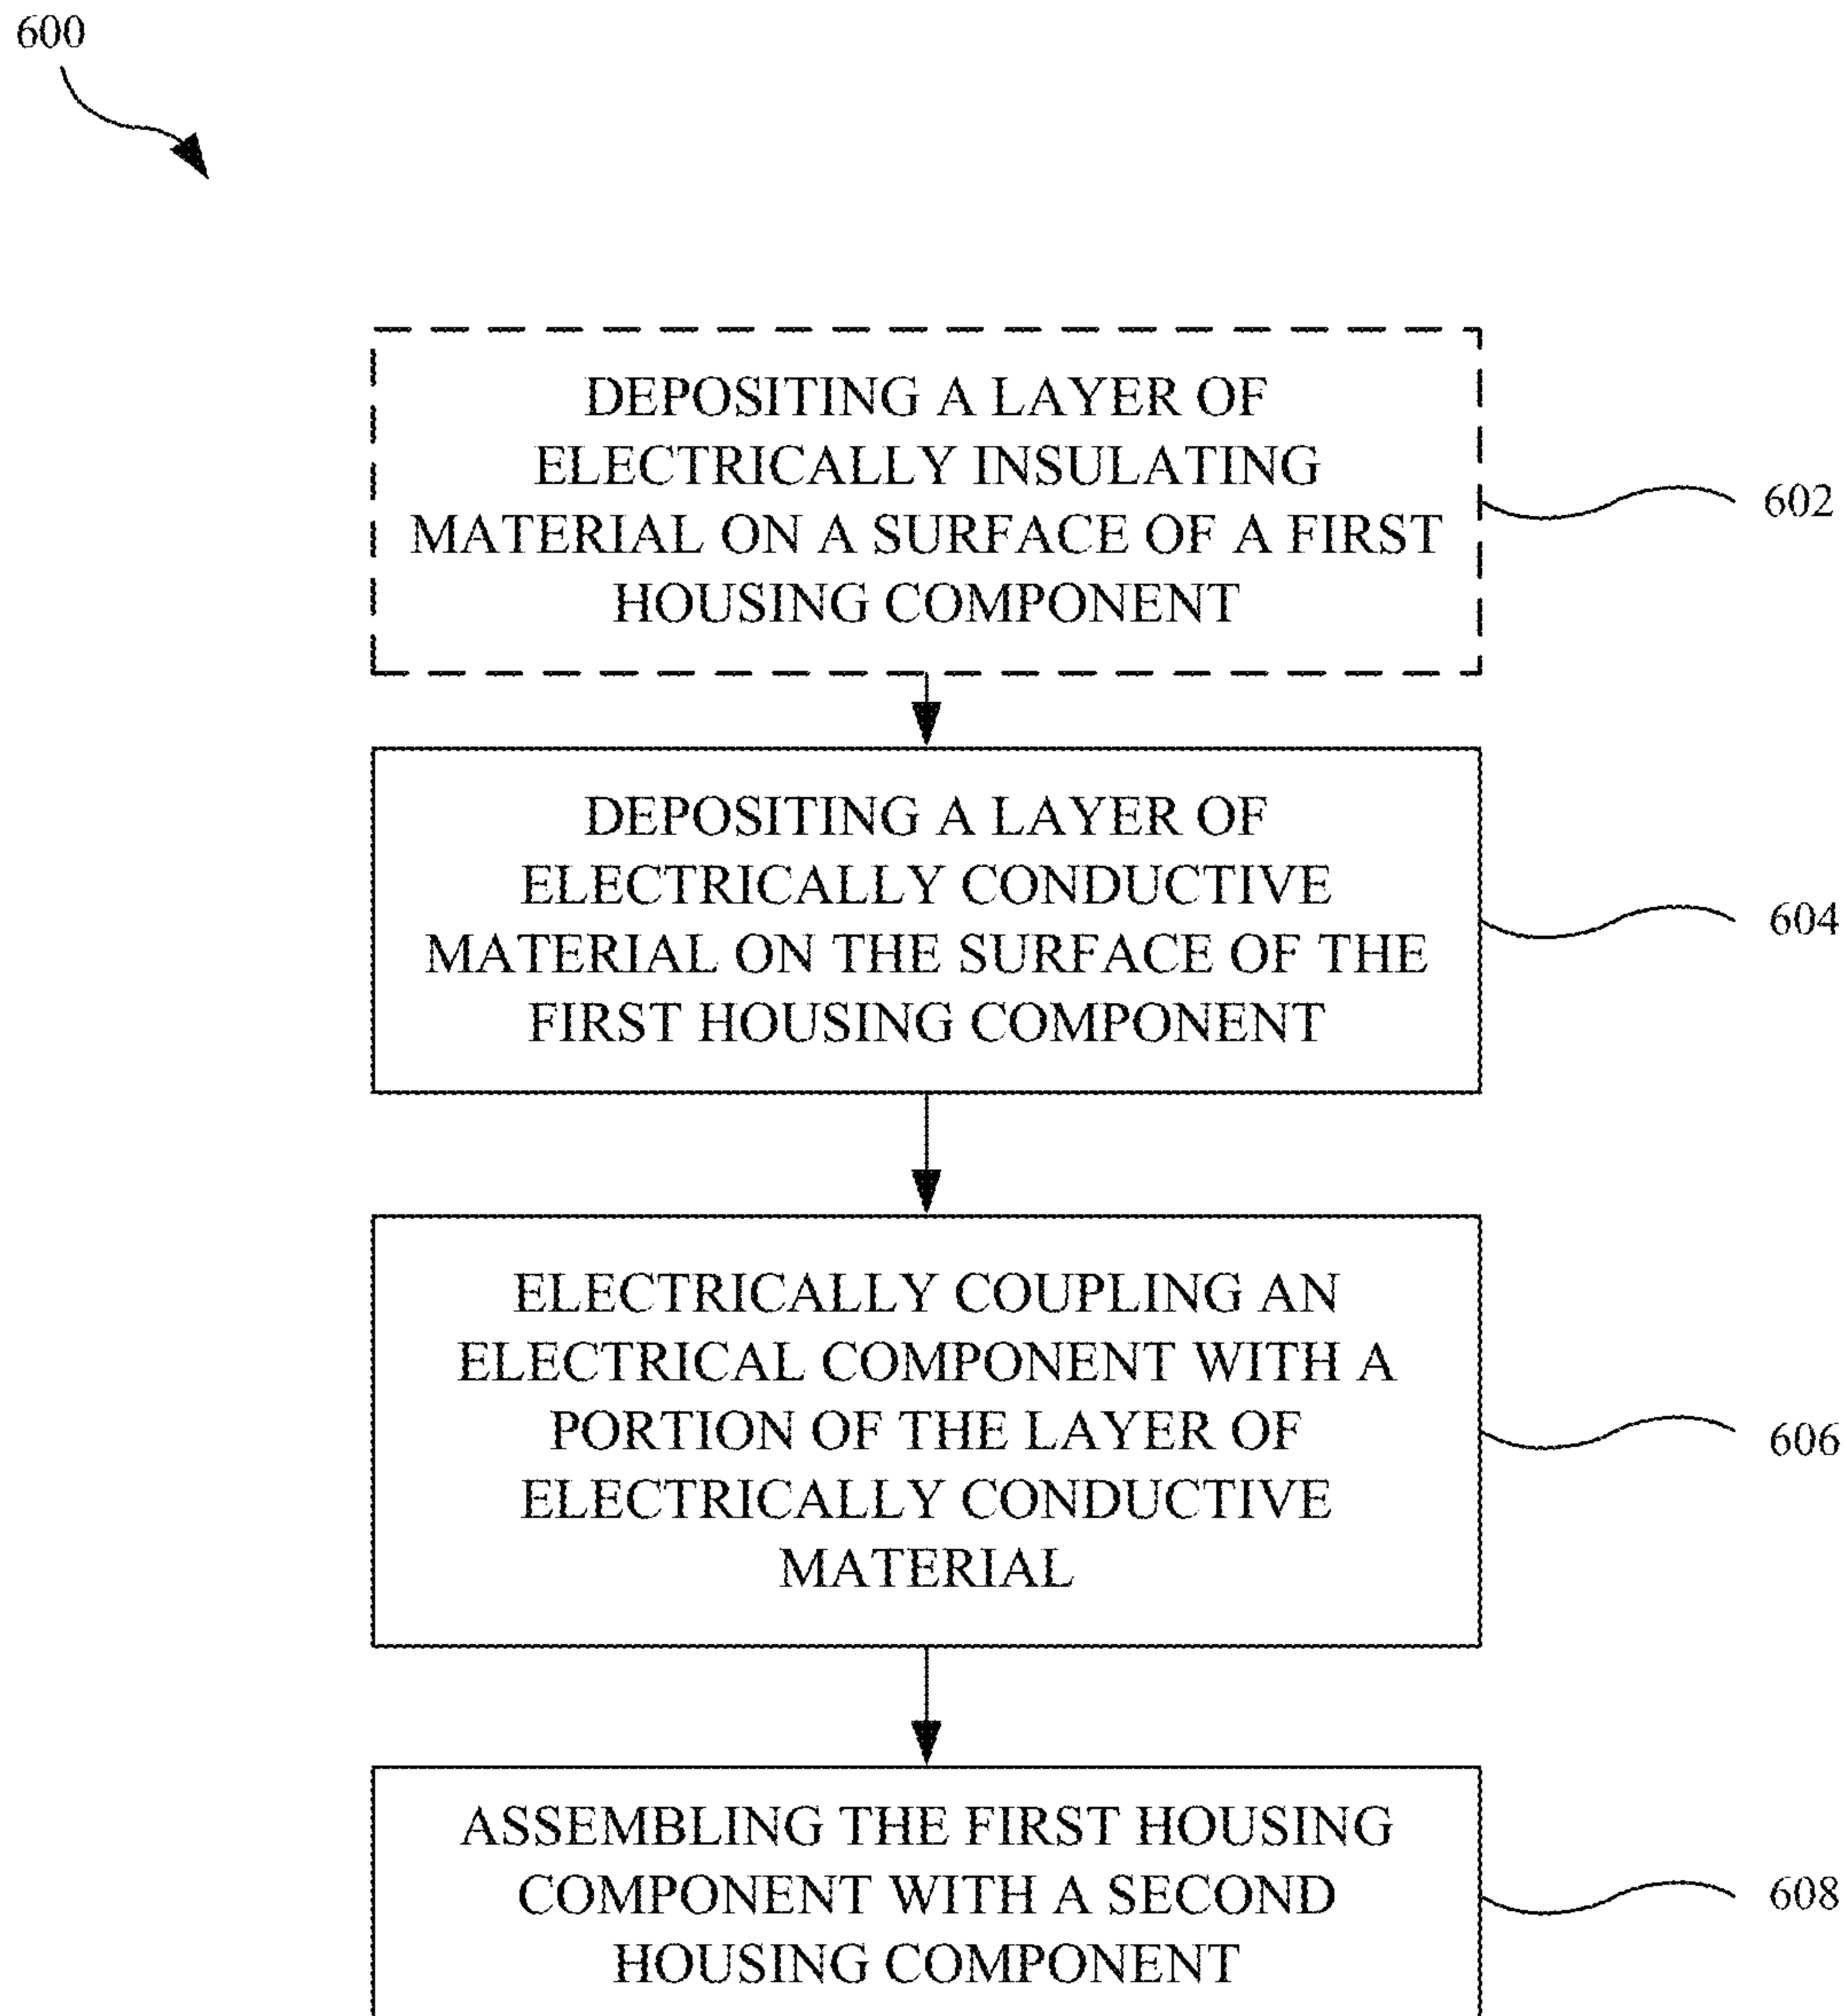 600
DEPOSITING A LAYER OF
ELECTRICALLY INSULATING
MATERIAL ON A SURFACE OF A FIRST
HOUSING COMPONENT
602
DEPOSITING A LAYER OF
ELECTRICALLY CONDUCTIVE
MATERIAL ON THE SURFACE OF THE
FIRST HOUSING COMPONENT
604
ELECTRICALLY COUPLING AN
ELECTRICAL COMPONENT WITH A
PORTION OF THE LAYER OF
ELECTRICALLY CONDUCTIVE
MATERIAL
606
ASSEMBLING THE FIRST HOUSING
COMPONENT WITH A SECOND
HOUSING COMPONENT
608